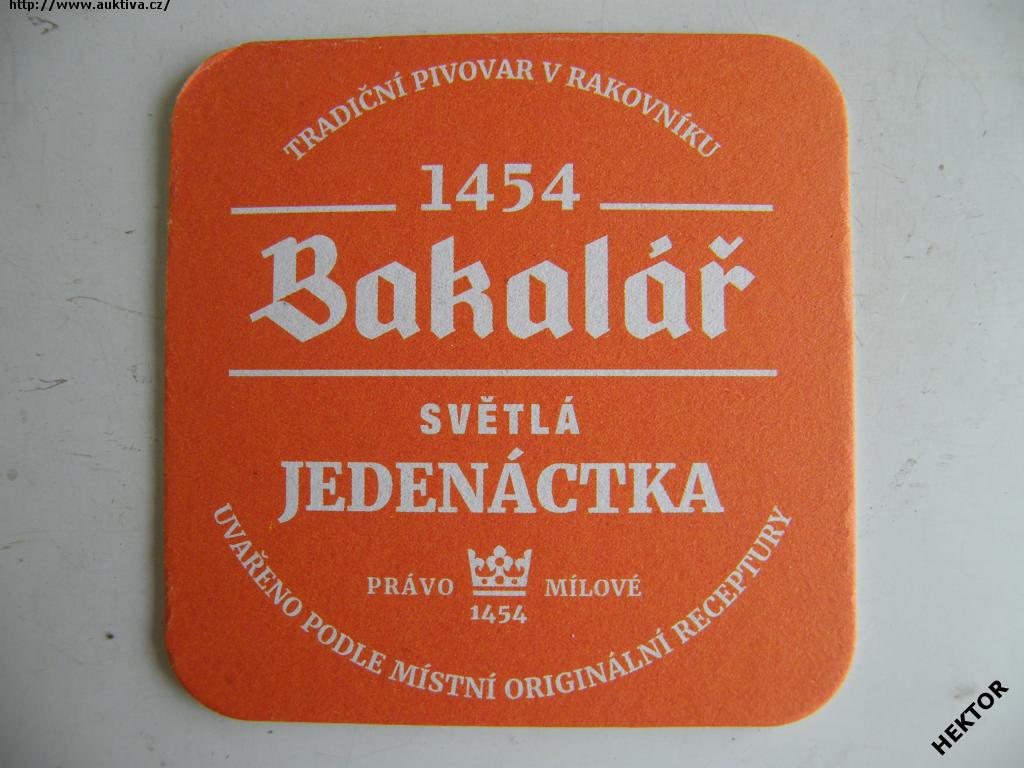 http://www.auktiva.cz/
TRADIČNÍ PIVOVAR V RAKOVNÍKU
1454
Bakalář
SVĚTLÁ
JEDENÁCTKA
PRÁVO MÍLOVÉ
1454
UVAŘENO PODLE MÍSTNÍ ORIGINÁLNÍ RECEPTURY
HEKTOR